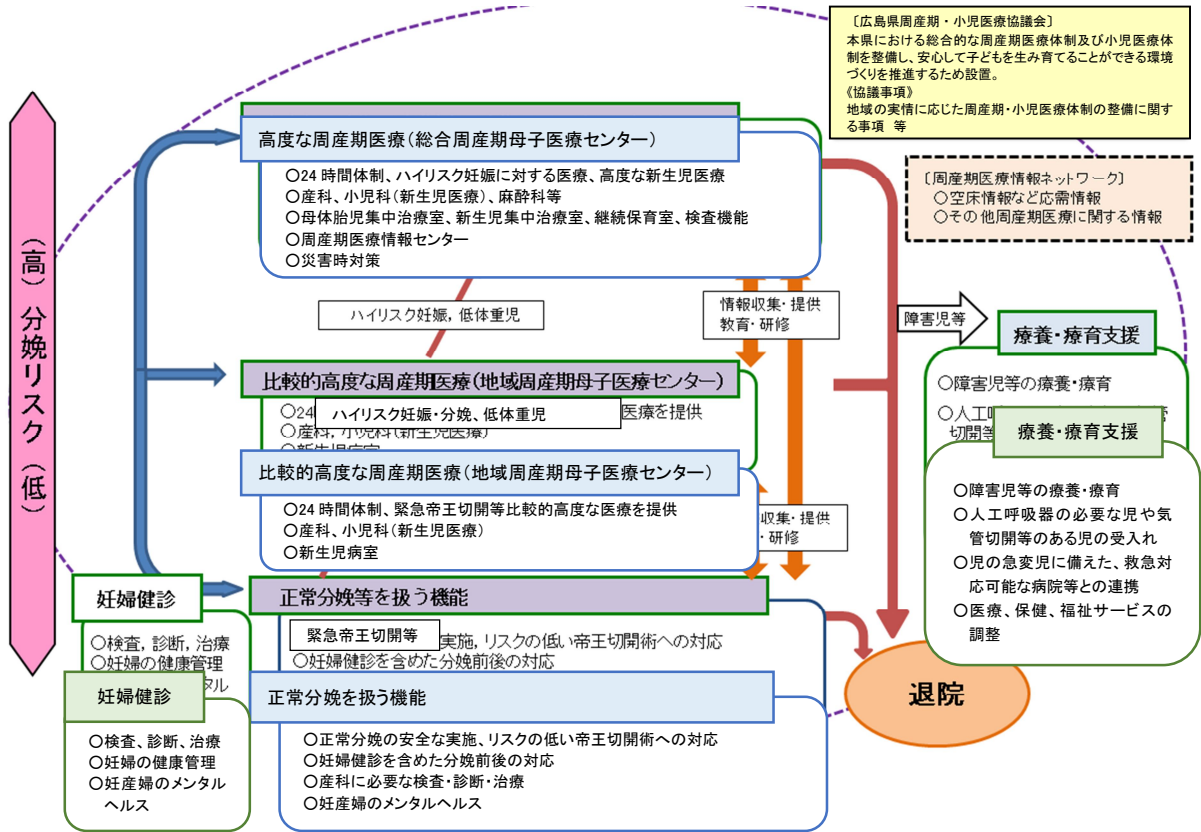 〔広島県周産期・小児医療協議会〕
本県における総合的な周産期医療体制及び小児医療体
制を整備し、安心して子どもを生み育てることができる環境
づくりを推進するため設置。
《協議事項》
地域の実情に応じた周産期・小児医療体制の整備に関す
る事項 等
〔周産期医療情報ネットワーク〕
○空床情報など応需情報
○その他周産期医療に関する情報
(高) 分娩リスク (低)
高度な周産期医療(総合周産期母子医療センター)
○24 時間体制、ハイリスク妊娠に対する医療、高度な新生児医療
○産科、小児科(新生児医療)、麻酔科等
○母体胎児集中治療室、新生児集中治療室、継続保育室、検査機能
○周産期医療情報センター
○災害時対策
ハイリスク妊娠, 低体重児
情報収集・提供
教育・研修
障害児等
比較的高度な周産期医療(地域周産期母子医療センター)
○24
ハイリスク妊娠・分娩、低体重児
医療を提供
○産科, 小児科(新生児医療)
○新生児病室
比較的高度な周産期医療(地域周産期母子医療センター)
○24 時間体制、緊急帝王切開等比較的高度な医療を提供
○産科、小児科(新生児医療)
○新生児病室
収集・提供
・研修
療養・療育支援
○障害児等の療養・療育
○人工呼
管
切開等
療養・療育支援
○障害児等の療養・療育
○人工呼吸器の必要な児や気
管切開等のある児の受入れ
○児の急変児に備えた、救急対
応可能な病院等との連携
○医療、保健、福祉サービスの
調整
妊婦健診
○検査, 診断, 治療
○妊婦の健康管理
タル
妊婦健診
○検査、診断、治療
○妊婦の健康管理
○妊産婦のメンタル
ヘルス
正常分娩等を扱う機能
緊急帝王切開等
実施, リスクの低い帝王切開術への対応
○妊婦健診を含めた分娩前後の対応
正常分娩を扱う機能
○正常分娩の安全な実施、リスクの低い帝王切開術への対応
○妊婦健診を含めた分娩前後の対応
○産科に必要な検査・診断・治療
○妊産婦のメンタルヘルス
退院